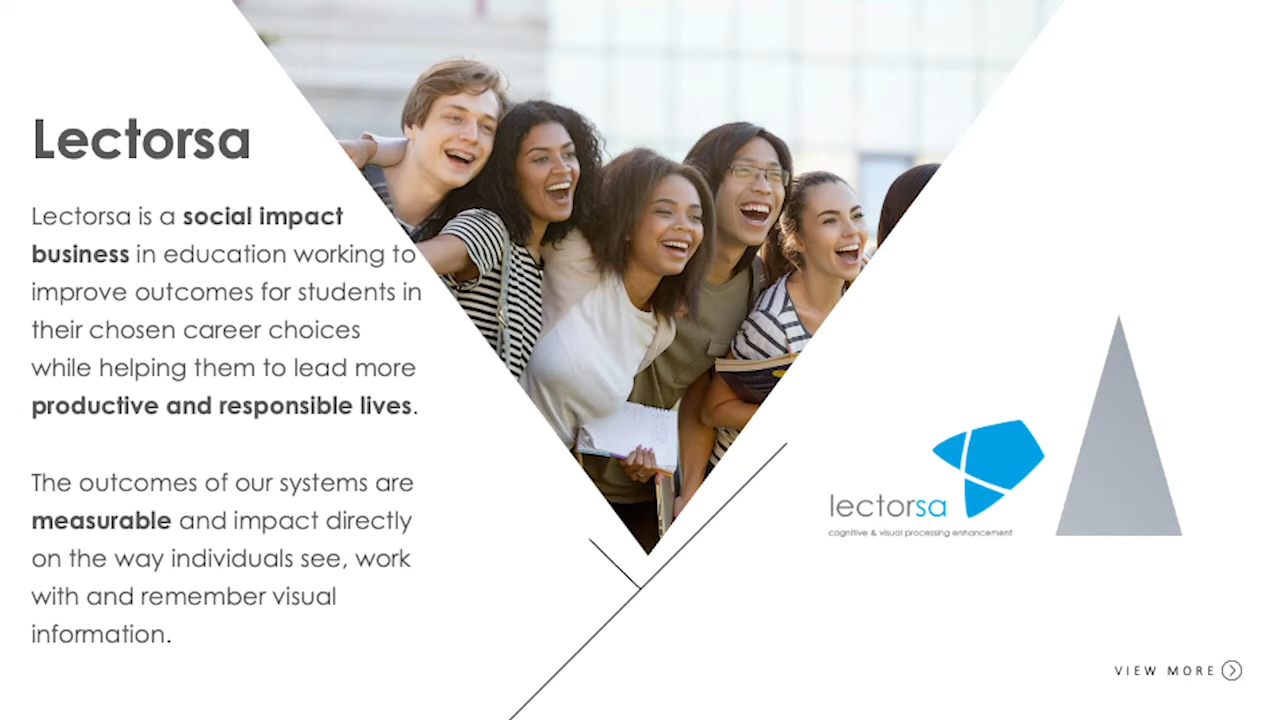 Lectorsa
Lectorsa is a social impact
business in education working to
improve outcomes for students in
their chosen career choices
while helping them to lead more
productive and responsible lives.
The outcomes of our systems are
measurable and impact directly
on the way individuals see, work
with and remember visual
information.
lectorsa
cognitive & visual processing enhancement
VIEW MORE